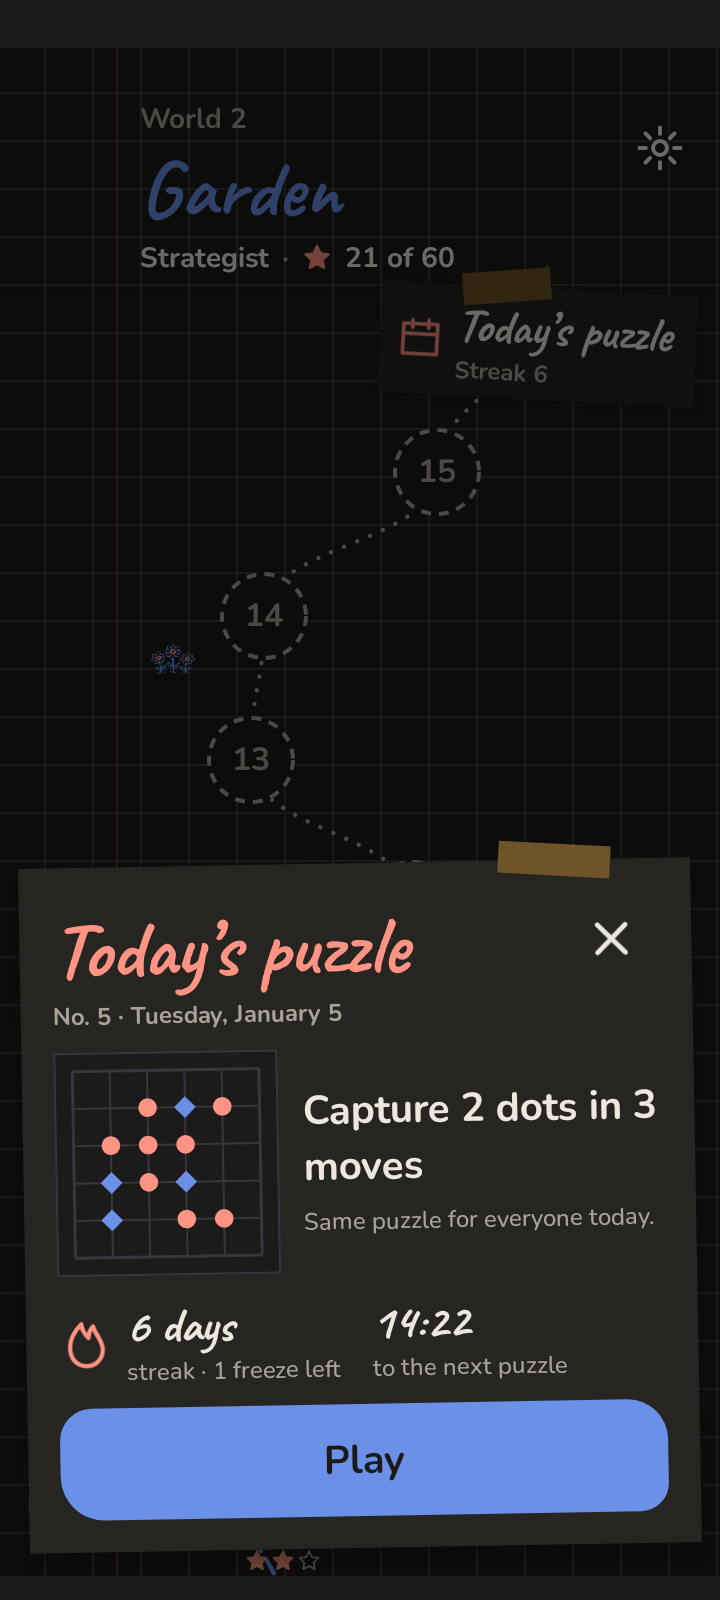 World 2
Garden
Strategist · 21 of 60
Today's puzzle
Streak 6
15
14
13
Today's puzzle
No. 5 · Tuesday, January 5
Capture 2 dots in 3
moves
Same puzzle for everyone today.
6 days
streak · 1 freeze left
14:22
to the next puzzle
Play